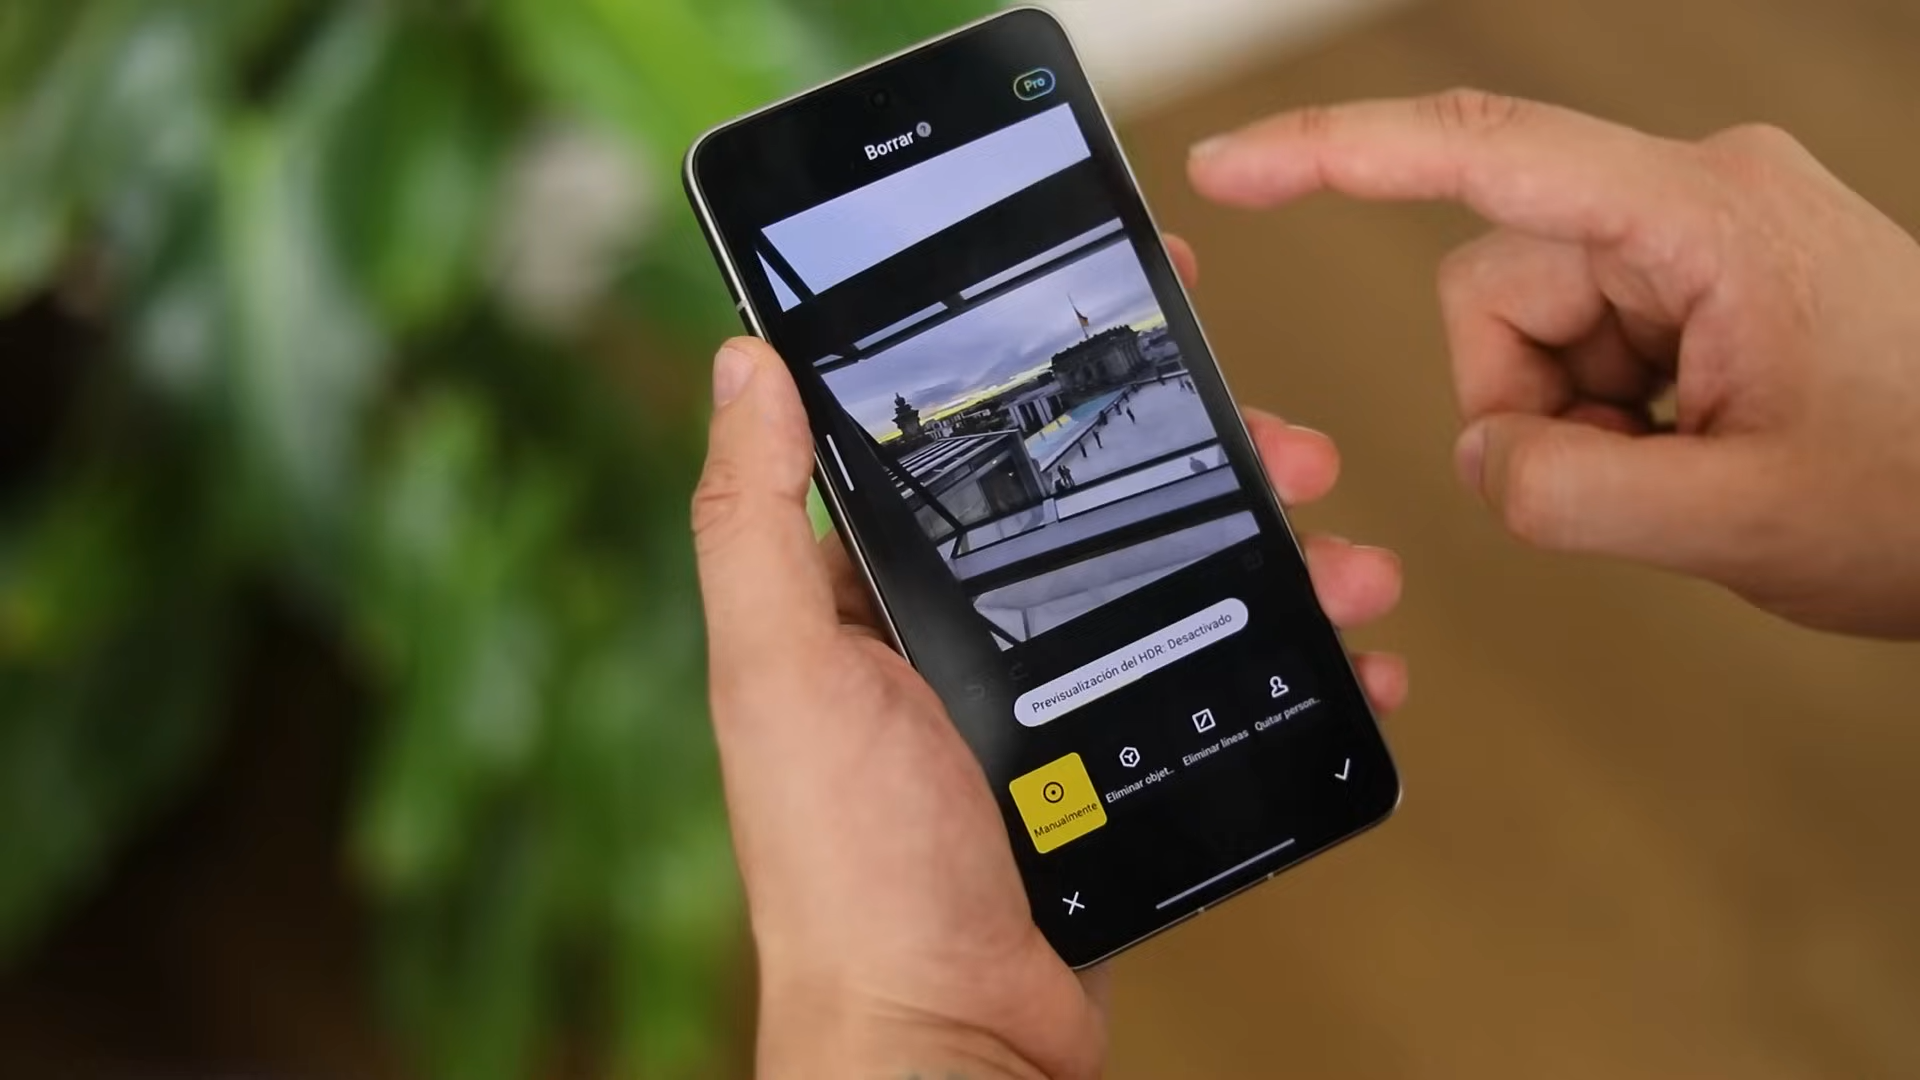 Pro
Borrar ?
Previsualización del HDR: Desactivado
Manualmente
Eliminar objet...
Eliminar líneas
Quitar person...